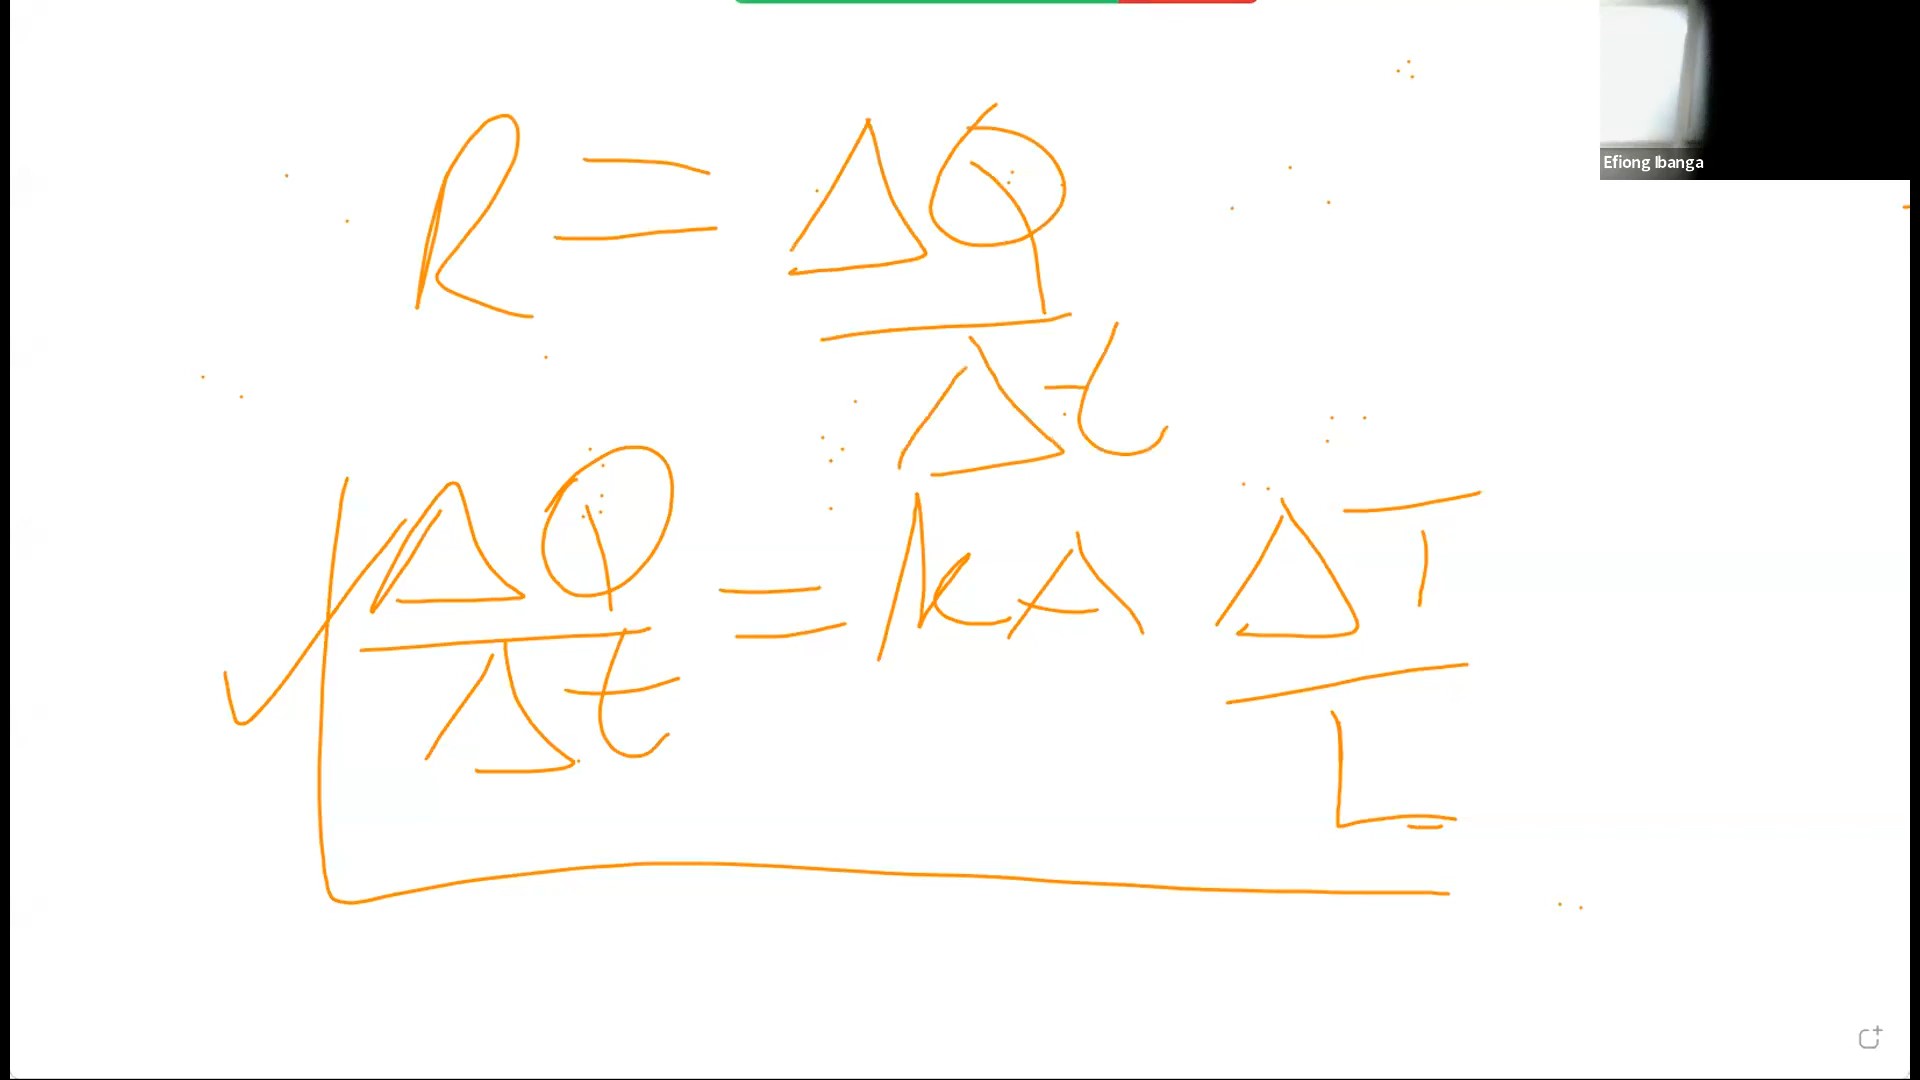 Efiong Ibanga
R = ΔQ / Δt
ΔQ / Δt = kA ΔT / L